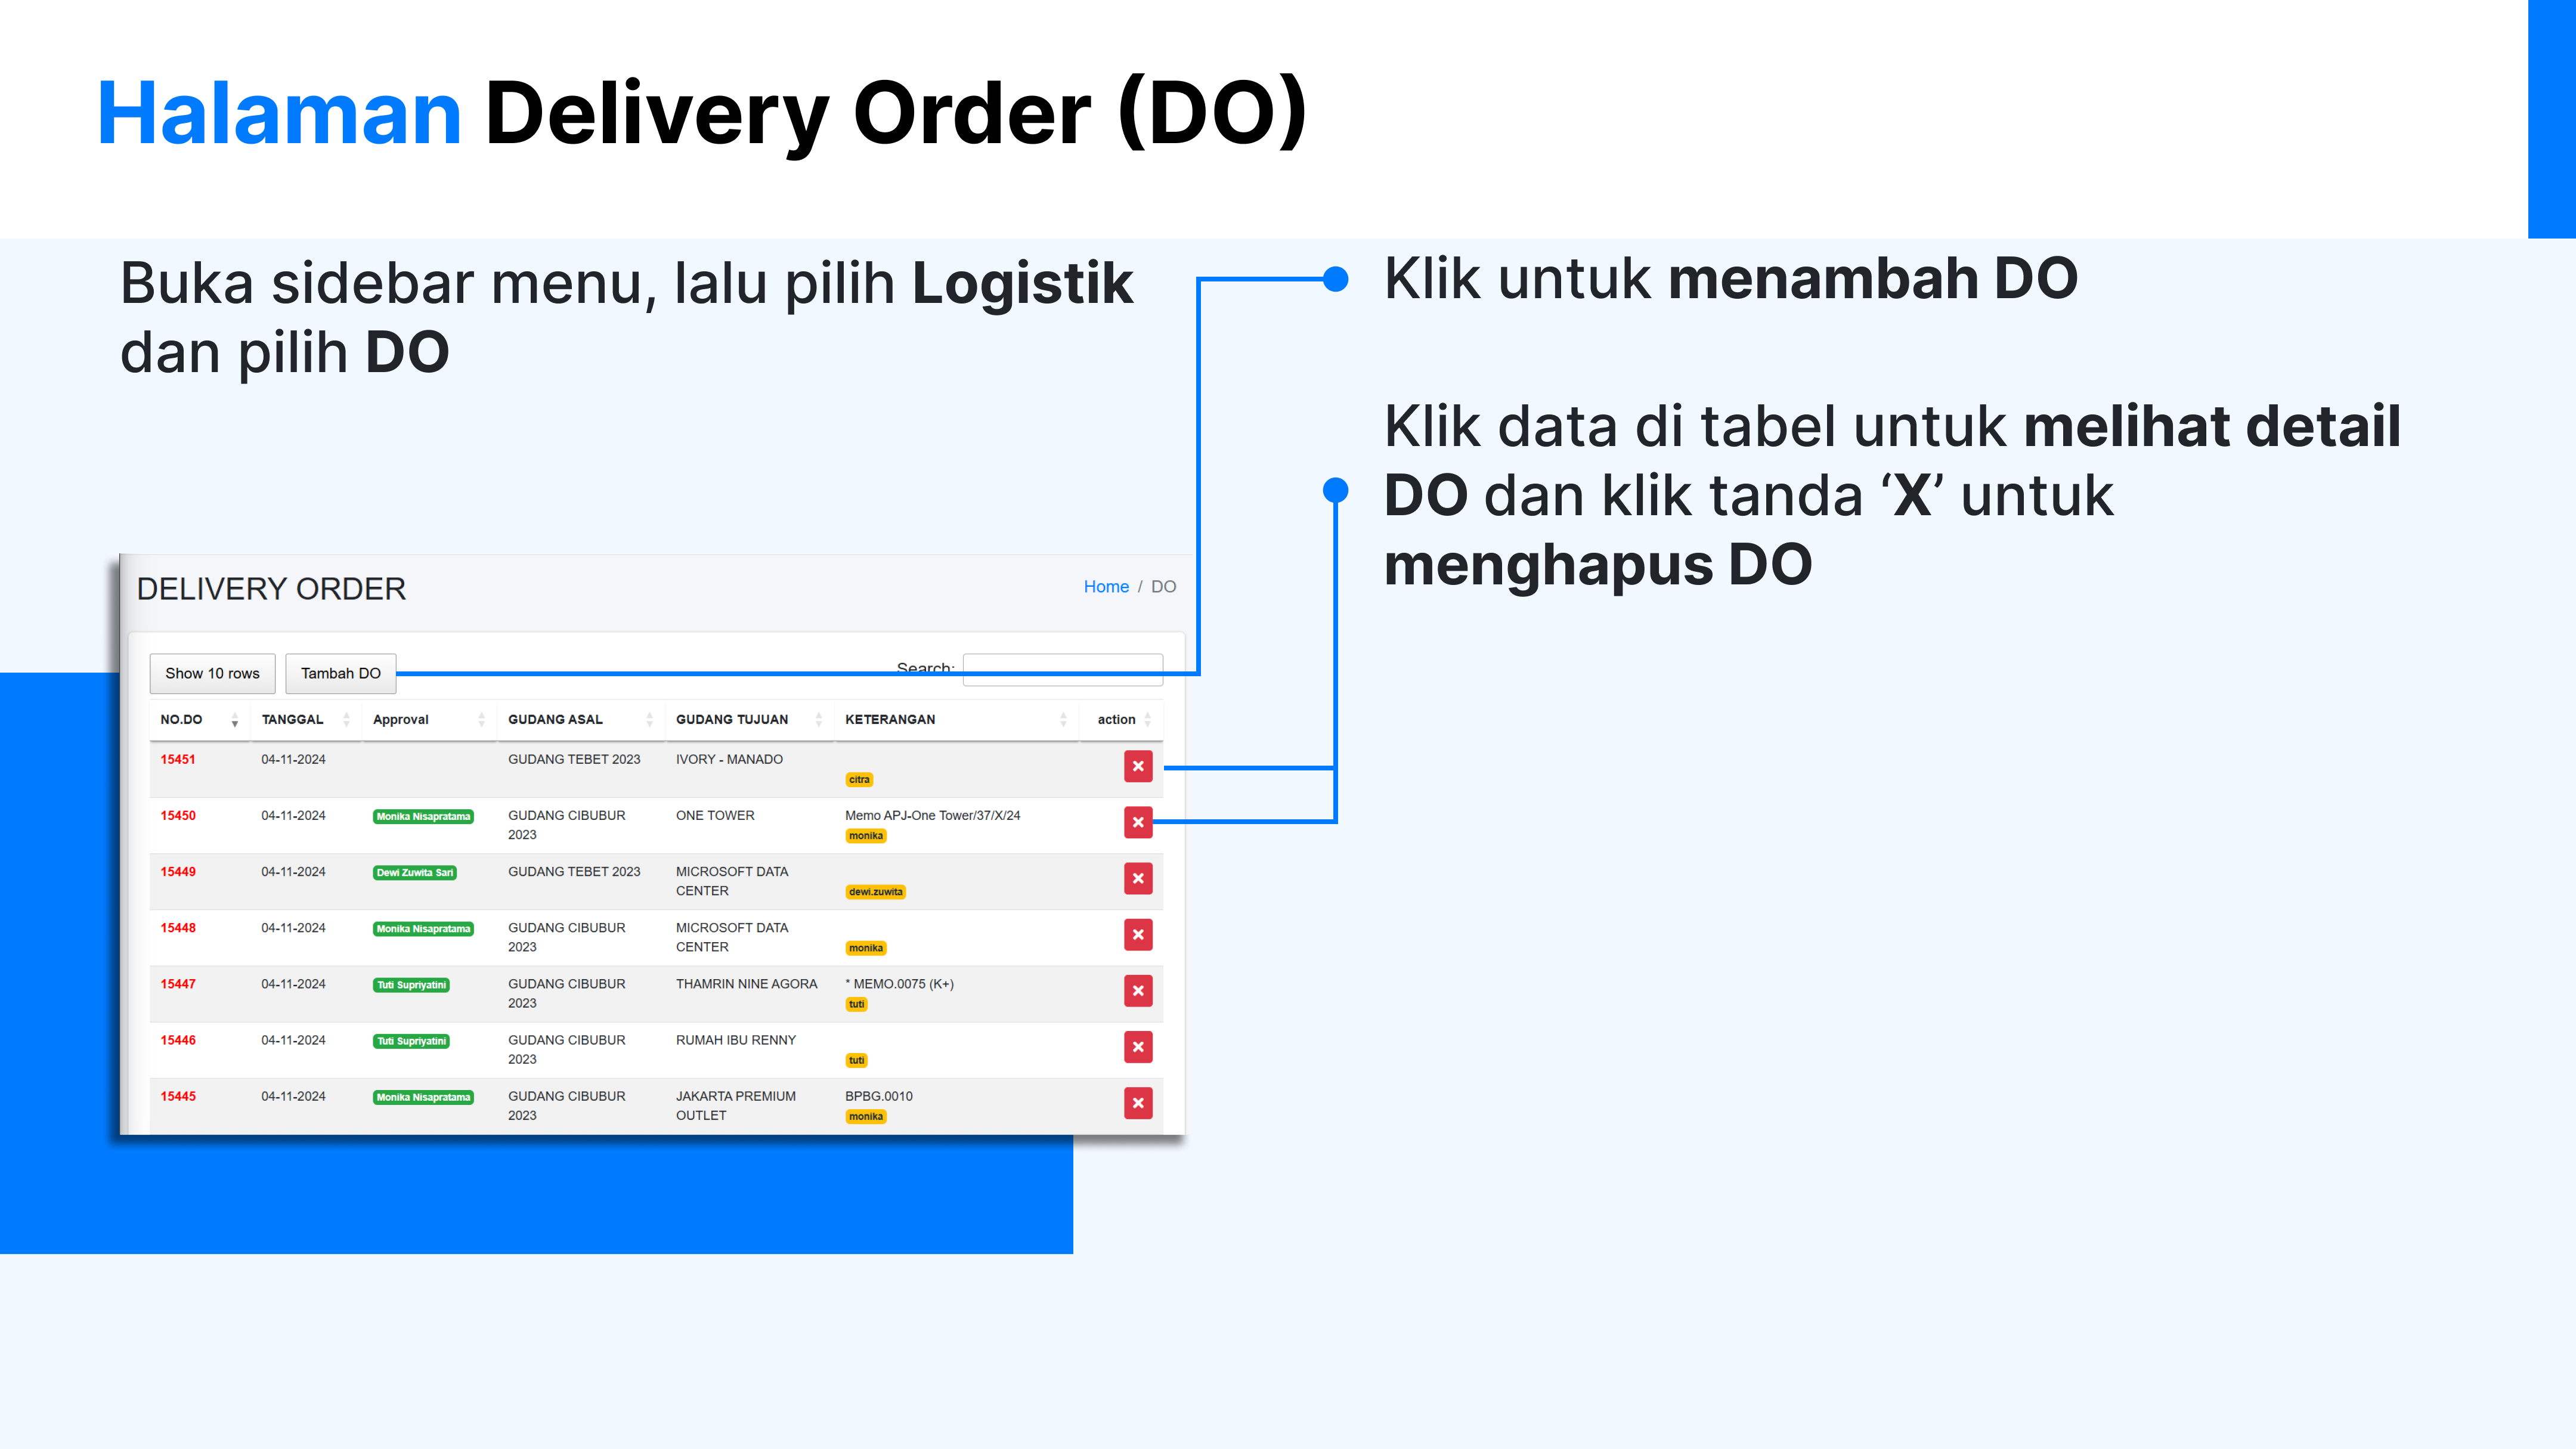 Halaman Delivery Order (DO)
Buka sidebar menu, lalu pilih Logistik
dan pilih DO
Klik untuk menambah DO
Klik data di tabel untuk melihat detail
DO dan klik tanda ‘X’ untuk
menghapus DO
DELIVERY ORDER
Home / DO
Show 10 rows Tambah DO Search:
NO.DO TANGGAL Approval GUDANG ASAL GUDANG TUJUAN KETERANGAN action
15451 04-11-2024 GUDANG TEBET 2023 IVORY - MANADO
citra
15450 04-11-2024 Monika Nisapratama GUDANG CIBUBUR ONE TOWER Memo APJ-One Tower/37/X/24
2023 monika
15449 04-11-2024 Dewi Zuwita Sari GUDANG TEBET 2023 MICROSOFT DATA
CENTER dewi.zuwita
15448 04-11-2024 Monika Nisapratama GUDANG CIBUBUR MICROSOFT DATA
2023 CENTER monika
15447 04-11-2024 Tuti Supriyatini GUDANG CIBUBUR THAMRIN NINE AGORA * MEMO.0075 (K+)
2023 tuti
15446 04-11-2024 Tuti Supriyatini GUDANG CIBUBUR RUMAH IBU RENNY
2023 tuti
15445 04-11-2024 Monika Nisapratama GUDANG CIBUBUR JAKARTA PREMIUM BPBG.0010
2023 OUTLET monika